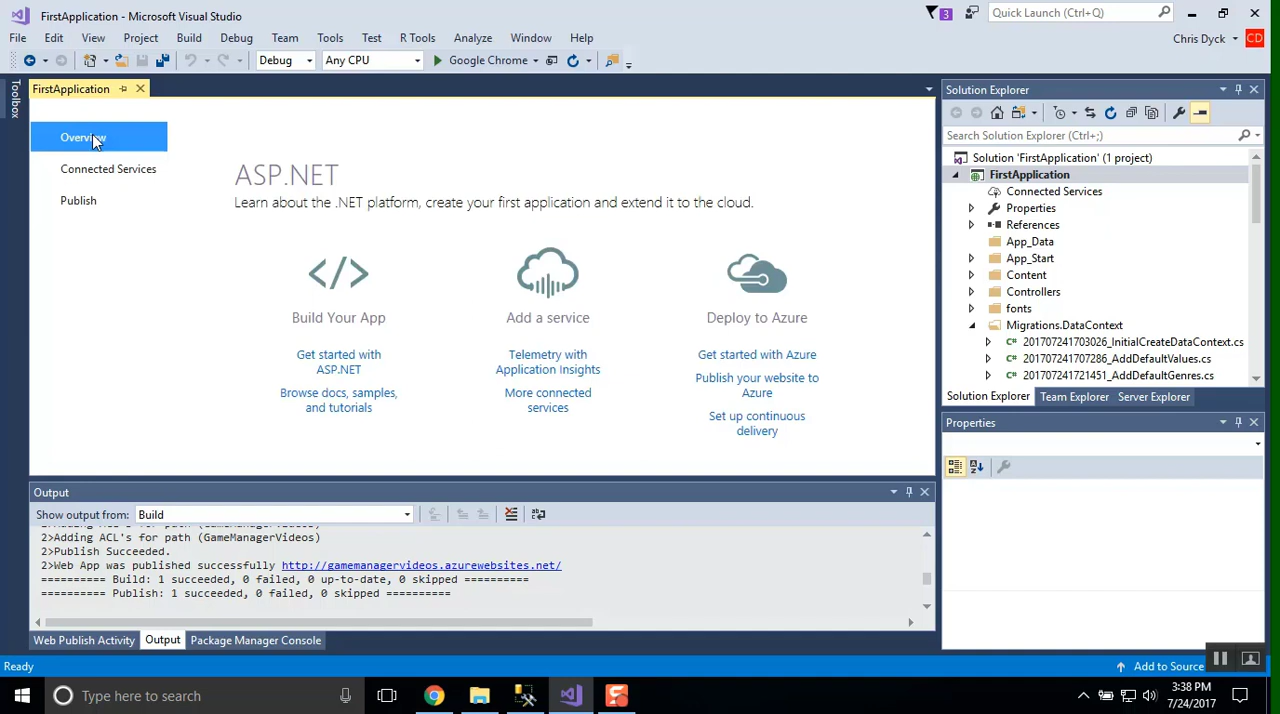 FirstApplication - Microsoft Visual Studio
3
Quick Launch (Ctrl+Q)
File Edit View Project Build Debug Team Tools Test R Tools Analyze Window Help
Chris Dyck CD
Debug Any CPU Google Chrome
Toolbox
FirstApplication
Overview
Connected Services
Publish
ASP.NET
Learn about the .NET platform, create your first application and extend it to the cloud.
Build Your App
Get started with
ASP.NET
Browse docs, samples,
and tutorials
Add a service
Telemetry with
Application Insights
More connected
services
Deploy to Azure
Get started with Azure
Publish your website to
Azure
Set up continuous
delivery
Solution Explorer
Search Solution Explorer (Ctrl+;)
Solution 'FirstApplication' (1 project)
FirstApplication
Connected Services
Properties
References
App_Data
App_Start
Content
Controllers
fonts
Migrations.DataContext
201707241703026_InitialCreateDataContext.cs
201707241707286_AddDefaultValues.cs
201707241721451_AddDefaultGenres.cs
Solution Explorer Team Explorer Server Explorer
Properties
Output
Show output from: Build
2>Adding ACL's for path (GameManagerVideos)
2>Adding ACL's for path (GameManagerVideos)
2>Publish Succeeded.
2>Web App was published successfully http://gamemanagervideos.azurewebsites.net/
========== Build: 1 succeeded, 0 failed, 0 up-to-date, 0 skipped ==========
========== Publish: 1 succeeded, 0 failed, 0 skipped ==========
Web Publish Activity Output Package Manager Console
Ready
Add to Source
Type here to search
3:38 PM
7/24/2017